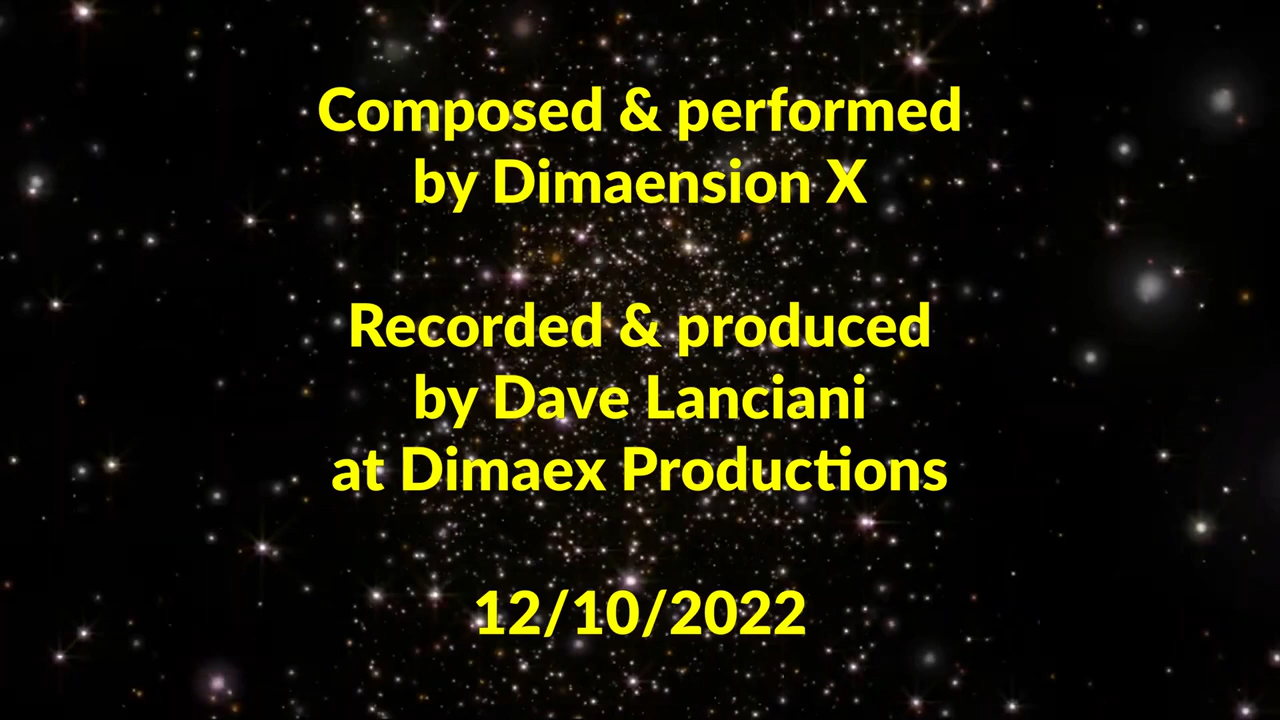 Composed & performed
by Dimaension X
Recorded & produced
by Dave Lanciani
at Dimaex Productions
12/10/2022